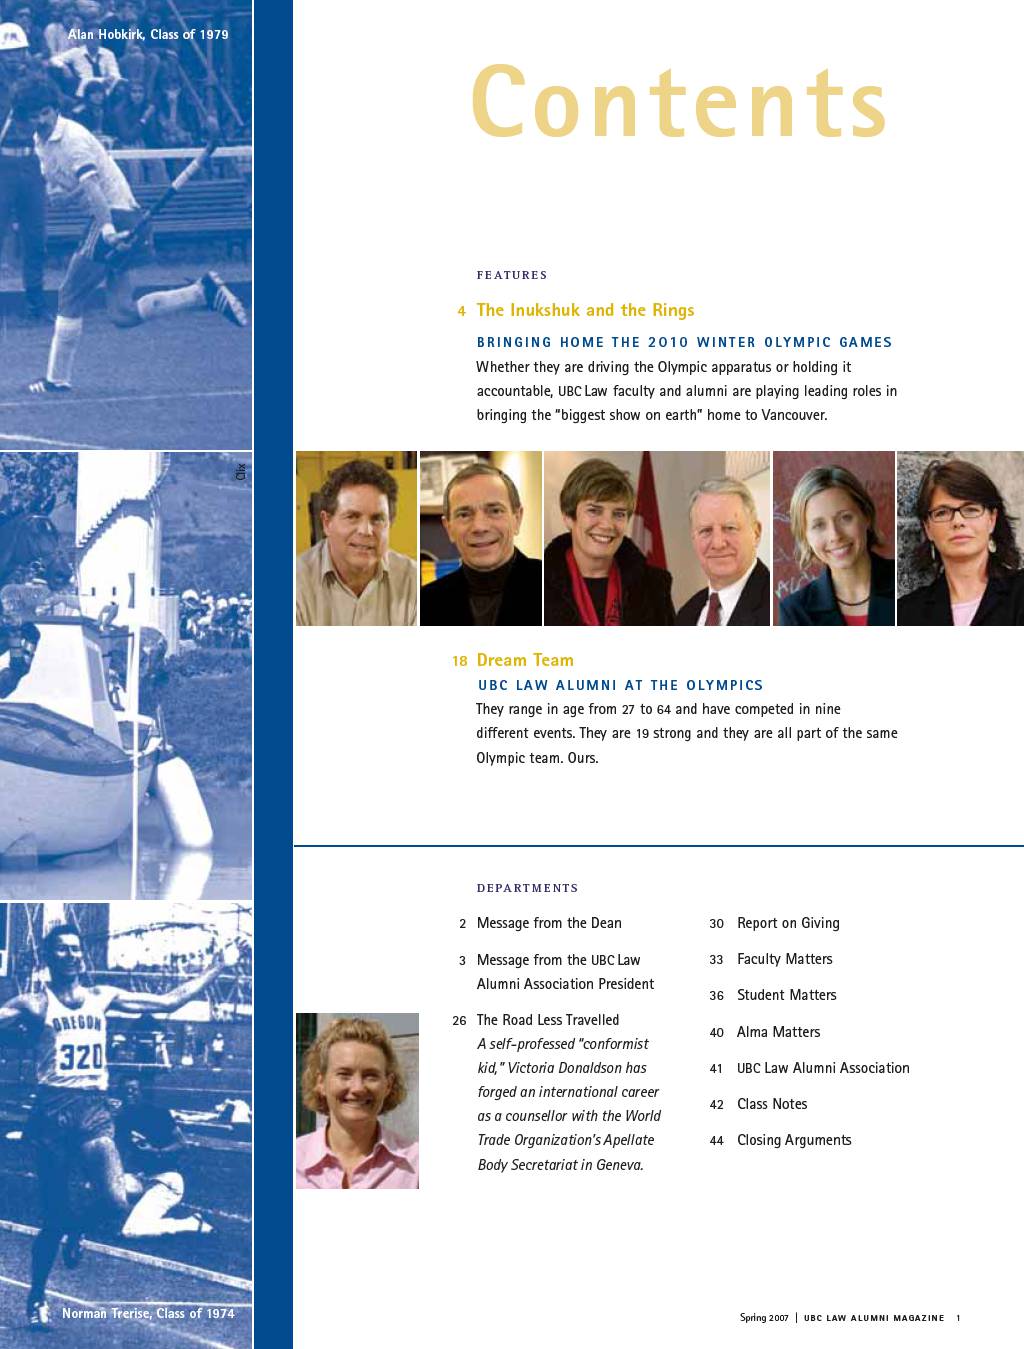 Alan Hobkirk, Class of 1979
Clix
OREGON
320
Norman Trerise, Class of 1974
Contents
FEATURES
4 The Inukshuk and the Rings
BRINGING HOME THE 2010 WINTER OLYMPIC GAMES
Whether they are driving the Olympic apparatus or holding it
accountable, UBC Law faculty and alumni are playing leading roles in
bringing the "biggest show on earth" home to Vancouver.
18 Dream Team
UBC LAW ALUMNI AT THE OLYMPICS
They range in age from 27 to 64 and have competed in nine
different events. They are 19 strong and they are all part of the same
Olympic team. Ours.
DEPARTMENTS
2 Message from the Dean
3 Message from the UBC Law
Alumni Association President
26 The Road Less Travelled
A self-professed "conformist
kid," Victoria Donaldson has
forged an international career
as a counsellor with the World
Trade Organization's Apellate
Body Secretariat in Geneva.
30 Report on Giving
33 Faculty Matters
36 Student Matters
40 Alma Matters
41 UBC Law Alumni Association
42 Class Notes
44 Closing Arguments
Spring 2007 | UBC LAW ALUMNI MAGAZINE 1